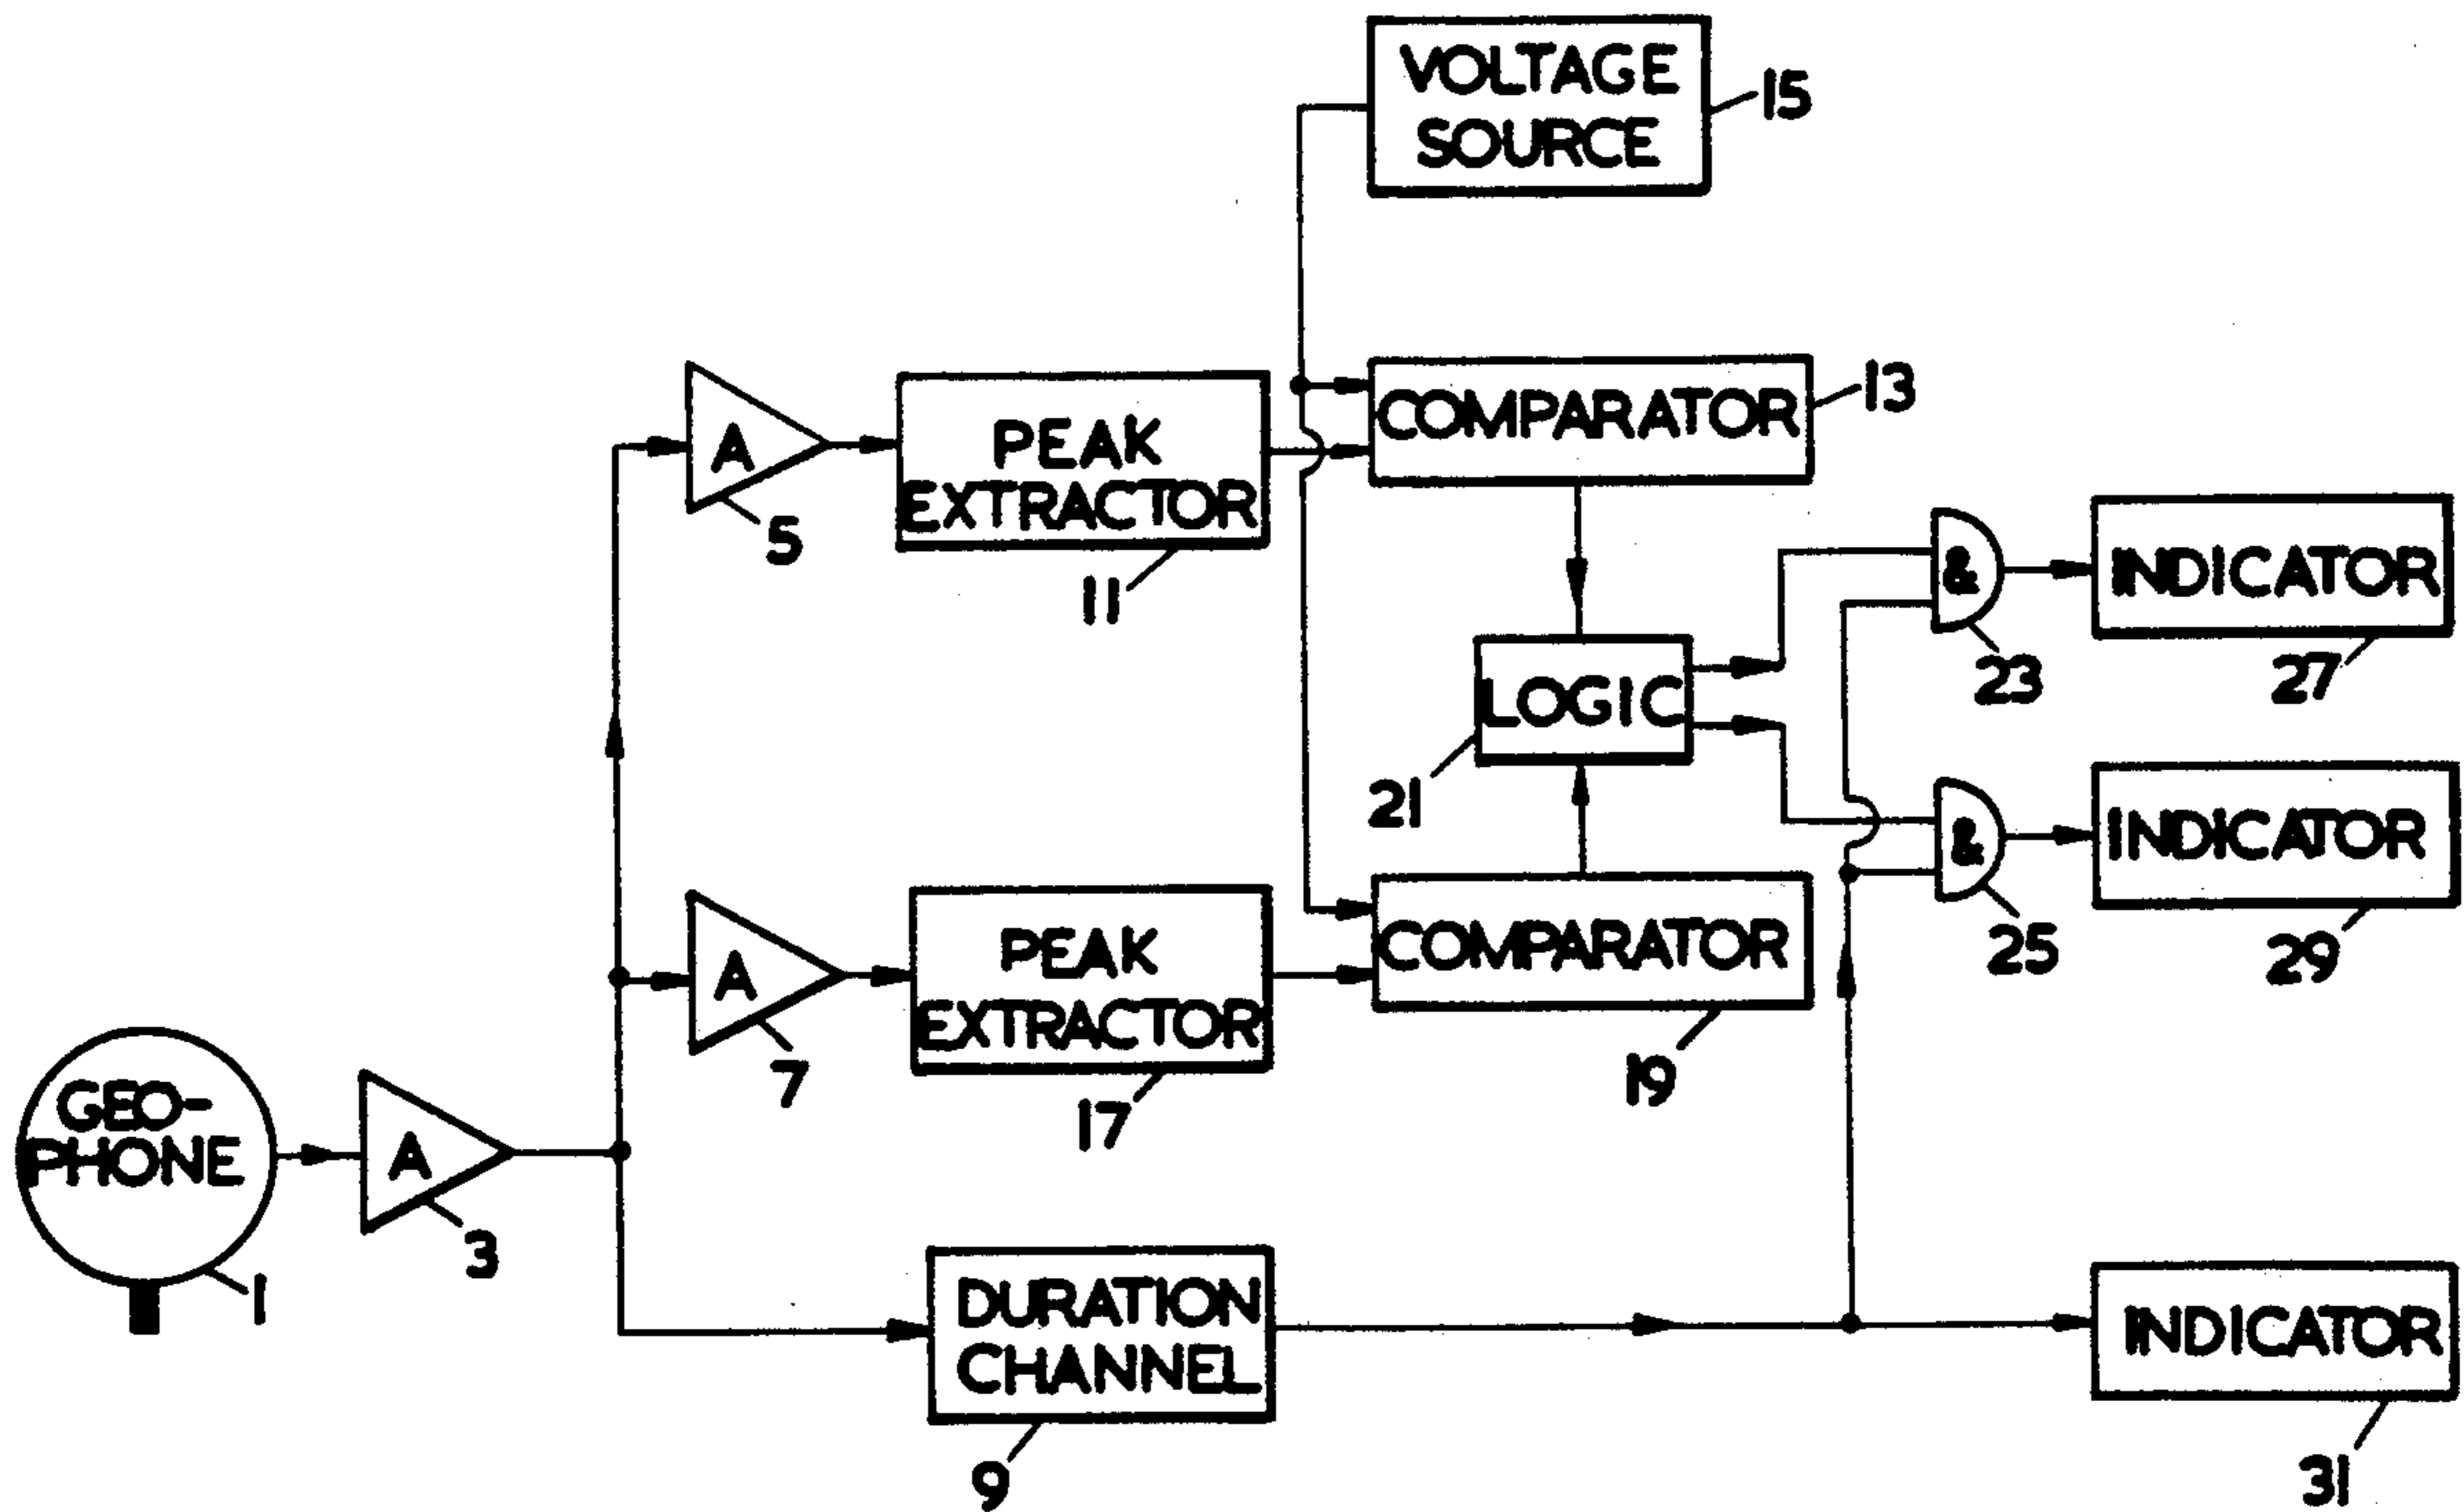 VOLTAGE
SOURCE
15
COMPARATOR
13
A
5
PEAK
EXTRACTOR
11
&
23
INDICATOR
27
LOGIC
21
&
25
INDICATOR
29
A
7
PEAK
EXTRACTOR
17
COMPARATOR
19
GEO-
PHONE
1
A
3
DURATION
CHANNEL
9
INDICATOR
31